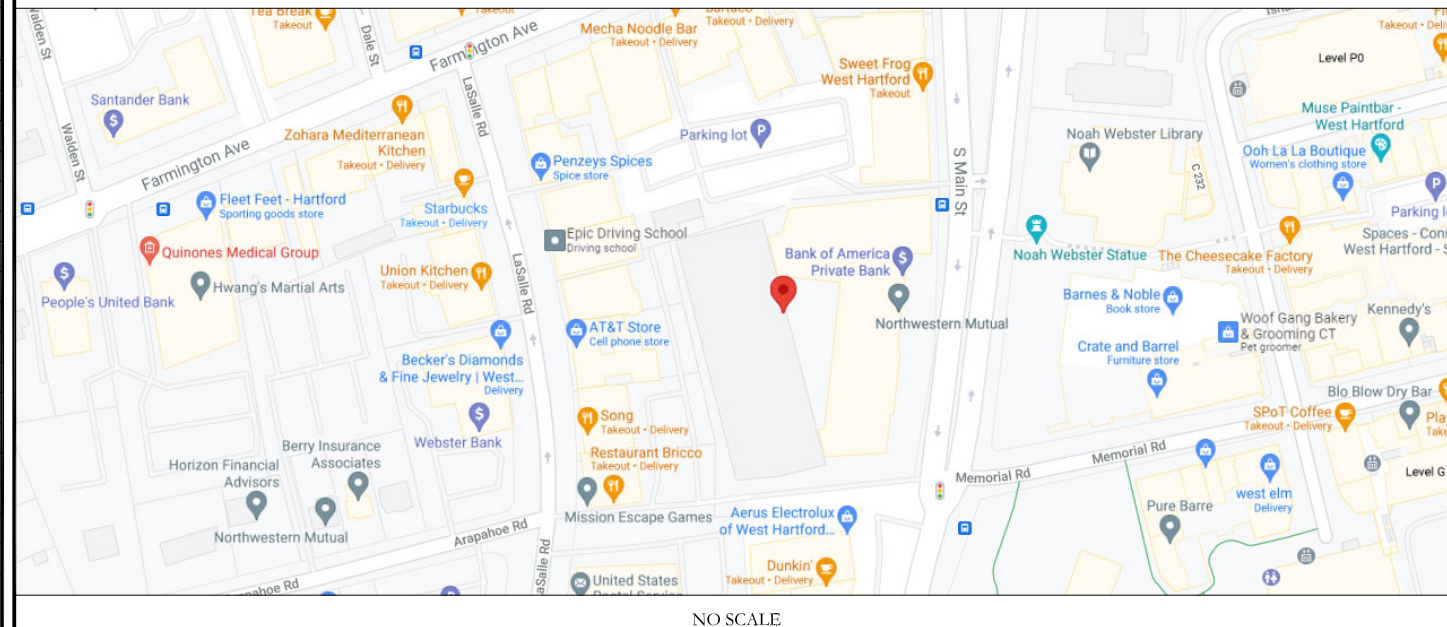 Tea Break
Takeout
Takeout
Mecha Noodle Bar
Takeout • Delivery
Farmington Ave
Dale St
Walden St
Santander Bank
Zohara Mediterranean
Kitchen
Takeout • Delivery
LaSalle Rd
Sweet Frog
West Hartford
Takeout
Level P0
Muse Paintbar -
West Hartford
Parking lot
P
Noah Webster Library
Ooh La La Boutique
Women's clothing store
Penzeys Spices
Spice store
Walden St
Farmington Ave
S Main St
C 232
Fleet Feet - Hartford
Sporting goods store
Starbucks
Takeout • Delivery
Epic Driving School
Driving school
Quinones Medical Group
Bank of America
Private Bank
Noah Webster Statue
The Cheesecake Factory
Takeout • Delivery
P
Hwang's Martial Arts
Union Kitchen
Takeout • Delivery
LaSalle Rd
People's United Bank
Northwestern Mutual
Barnes & Noble
Book store
Woof Gang Bakery
& Grooming CT
Pet groomer
Kennedy's
AT&T Store
Cell phone store
Becker's Diamonds
& Fine Jewelry | West...
Delivery
Crate and Barrel
Furniture store
Blo Blow Dry Bar
SPoT Coffee
Takeout • Delivery
Webster Bank
Song
Takeout • Delivery
Restaurant Bricco
Takeout • Delivery
Berry Insurance
Associates
Horizon Financial
Advisors
Memorial Rd
Memorial Rd
Level G
west elm
Delivery
Pure Barre
Northwestern Mutual
Mission Escape Games
Aerus Electrolux
of West Hartford...
Arapahoe Rd
Dunkin'
Takeout • Delivery
United States
NO SCALE